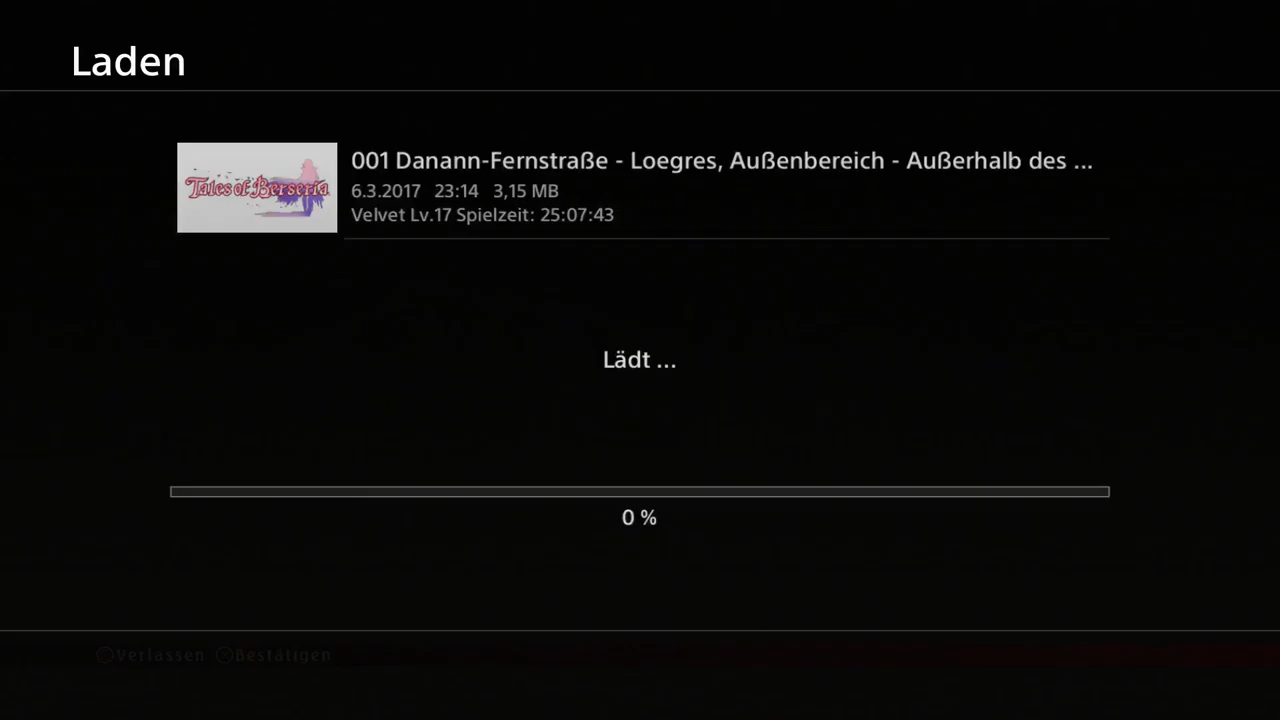 Laden
Tales of Berseria
001 Danann-Fernstraße - Loegres, Außenbereich - Außerhalb des ...
6.3.2017 23:14 3,15 MB
Velvet Lv.17 Spielzeit: 25:07:43
Lädt ...
0 %
Verlassen Bestätigen